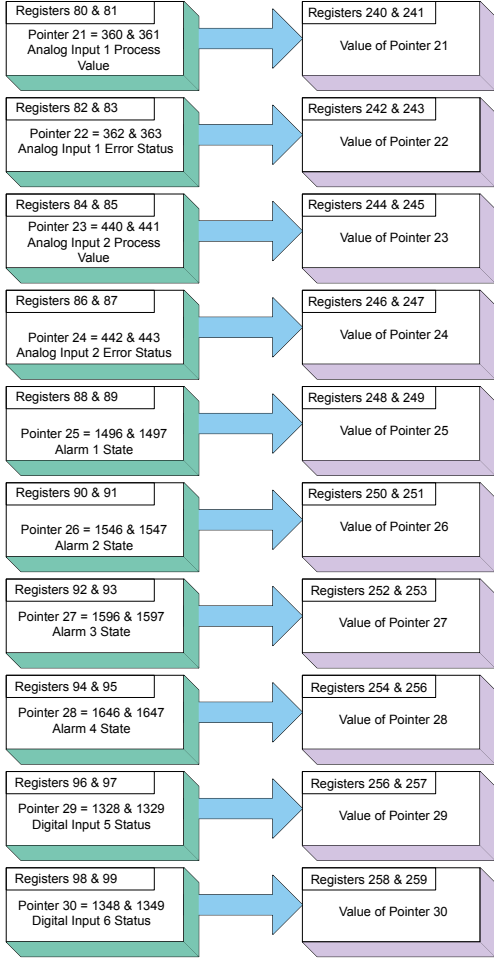 Registers 80 & 81
Pointer 21 = 360 & 361
Analog Input 1 Process
Value
Registers 240 & 241
Value of Pointer 21
Registers 82 & 83
Pointer 22 = 362 & 363
Analog Input 1 Error Status
Registers 242 & 243
Value of Pointer 22
Registers 84 & 85
Pointer 23 = 440 & 441
Analog Input 2 Process
Value
Registers 244 & 245
Value of Pointer 23
Registers 86 & 87
Pointer 24 = 442 & 443
Analog Input 2 Error Status
Registers 246 & 247
Value of Pointer 24
Registers 88 & 89
Pointer 25 = 1496 & 1497
Alarm 1 State
Registers 248 & 249
Value of Pointer 25
Registers 90 & 91
Pointer 26 = 1546 & 1547
Alarm 2 State
Registers 250 & 251
Value of Pointer 26
Registers 92 & 93
Pointer 27 = 1596 & 1597
Alarm 3 State
Registers 252 & 253
Value of Pointer 27
Registers 94 & 95
Pointer 28 = 1646 & 1647
Alarm 4 State
Registers 254 & 256
Value of Pointer 28
Registers 96 & 97
Pointer 29 = 1328 & 1329
Digital Input 5 Status
Registers 256 & 257
Value of Pointer 29
Registers 98 & 99
Pointer 30 = 1348 & 1349
Digital Input 6 Status
Registers 258 & 259
Value of Pointer 30